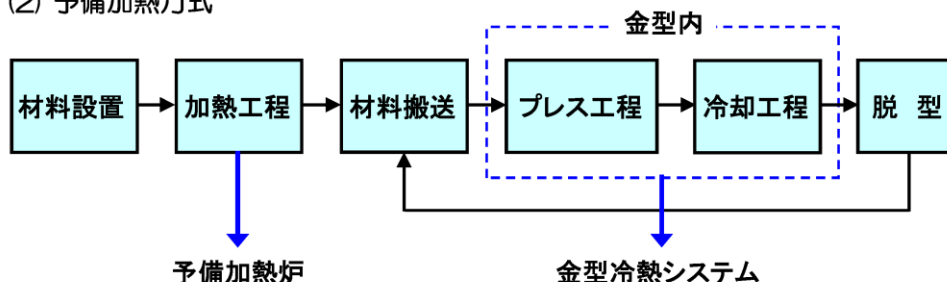 (2) 予備加熱方式
金型内
材料設置
加熱工程
材料搬送
プレス工程
冷却工程
脱 型
予備加熱炉
金型冷熱システム